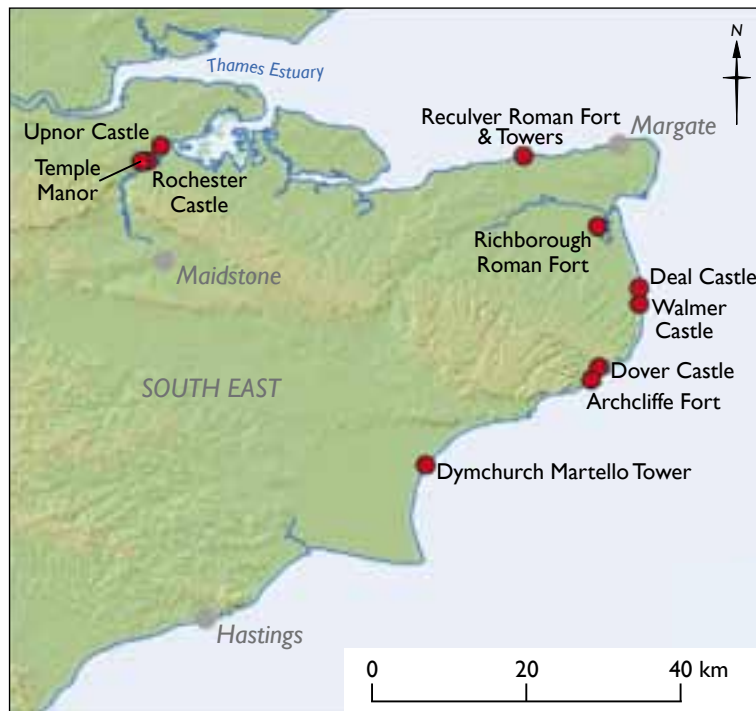 Thames Estuary
N
Upnor Castle
Temple
Manor
Rochester
Castle
Reculver Roman Fort
& Towers
Margate
Richborough
Roman Fort
Maidstone
Deal Castle
Walmer
Castle
Dover Castle
Archcliffe Fort
SOUTH EAST
Dymchurch Martello Tower
Hastings
0 20 40 km